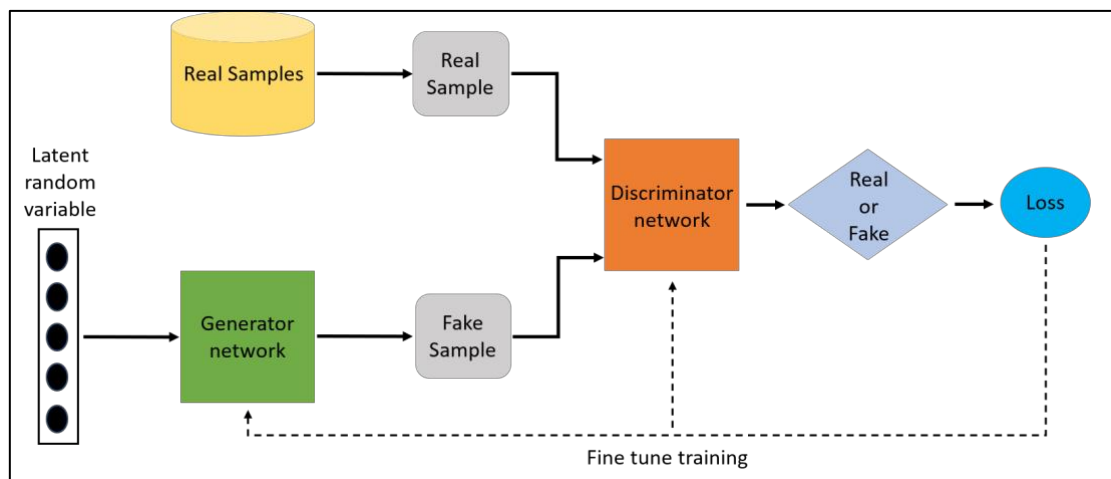 Real Samples
Real
Sample
Latent
random
variable
Discriminator
network
Real
or
Fake
Loss
Generator
network
Fake
Sample
Fine tune training